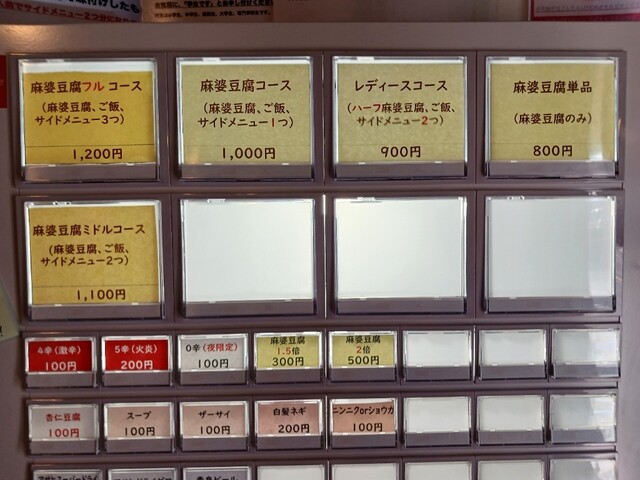 麻婆豆腐フルコース
(麻婆豆腐、ご飯、
サイドメニュー3つ)
1,200円
麻婆豆腐コース
(麻婆豆腐、ご飯、
サイドメニュー1つ)
1,000円
レディースコース
(ハーフ麻婆豆腐、ご飯、
サイドメニュー2つ)
900円
麻婆豆腐単品
(麻婆豆腐のみ)
800円
麻婆豆腐ミドルコース
(麻婆豆腐、ご飯、
サイドメニュー2つ)
1,100円
4辛(激辛)
100円
5辛(火炎)
200円
0辛(夜限定)
100円
麻婆豆腐
1.5倍
300円
麻婆豆腐
2倍
500円
杏仁豆腐
100円
スープ
100円
ザーサイ
100円
白髪ネギ
200円
ニンニクorショウガ
100円